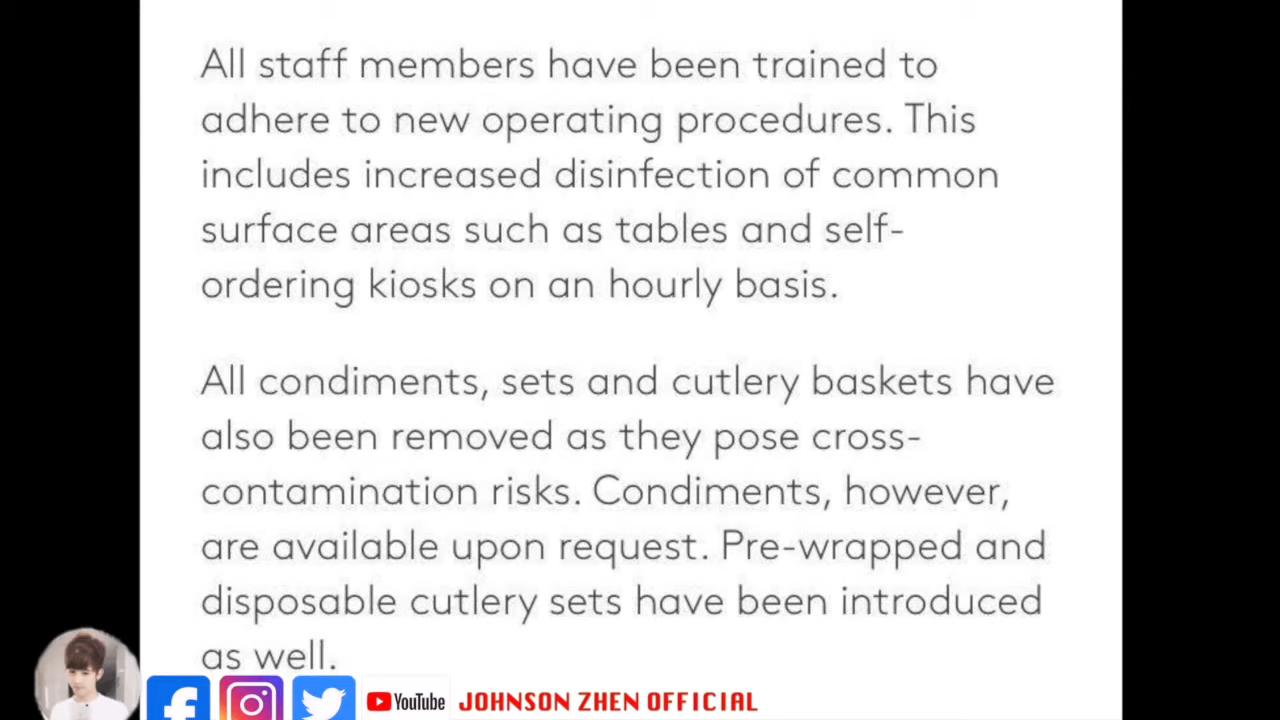 All staff members have been trained to
adhere to new operating procedures. This
includes increased disinfection of common
surface areas such as tables and self-
ordering kiosks on an hourly basis.
All condiments, sets and cutlery baskets have
also been removed as they pose cross-
contamination risks. Condiments, however,
are available upon request. Pre-wrapped and
disposable cutlery sets have been introduced
as well.
YouTube JOHNSON ZHEN OFFICIAL